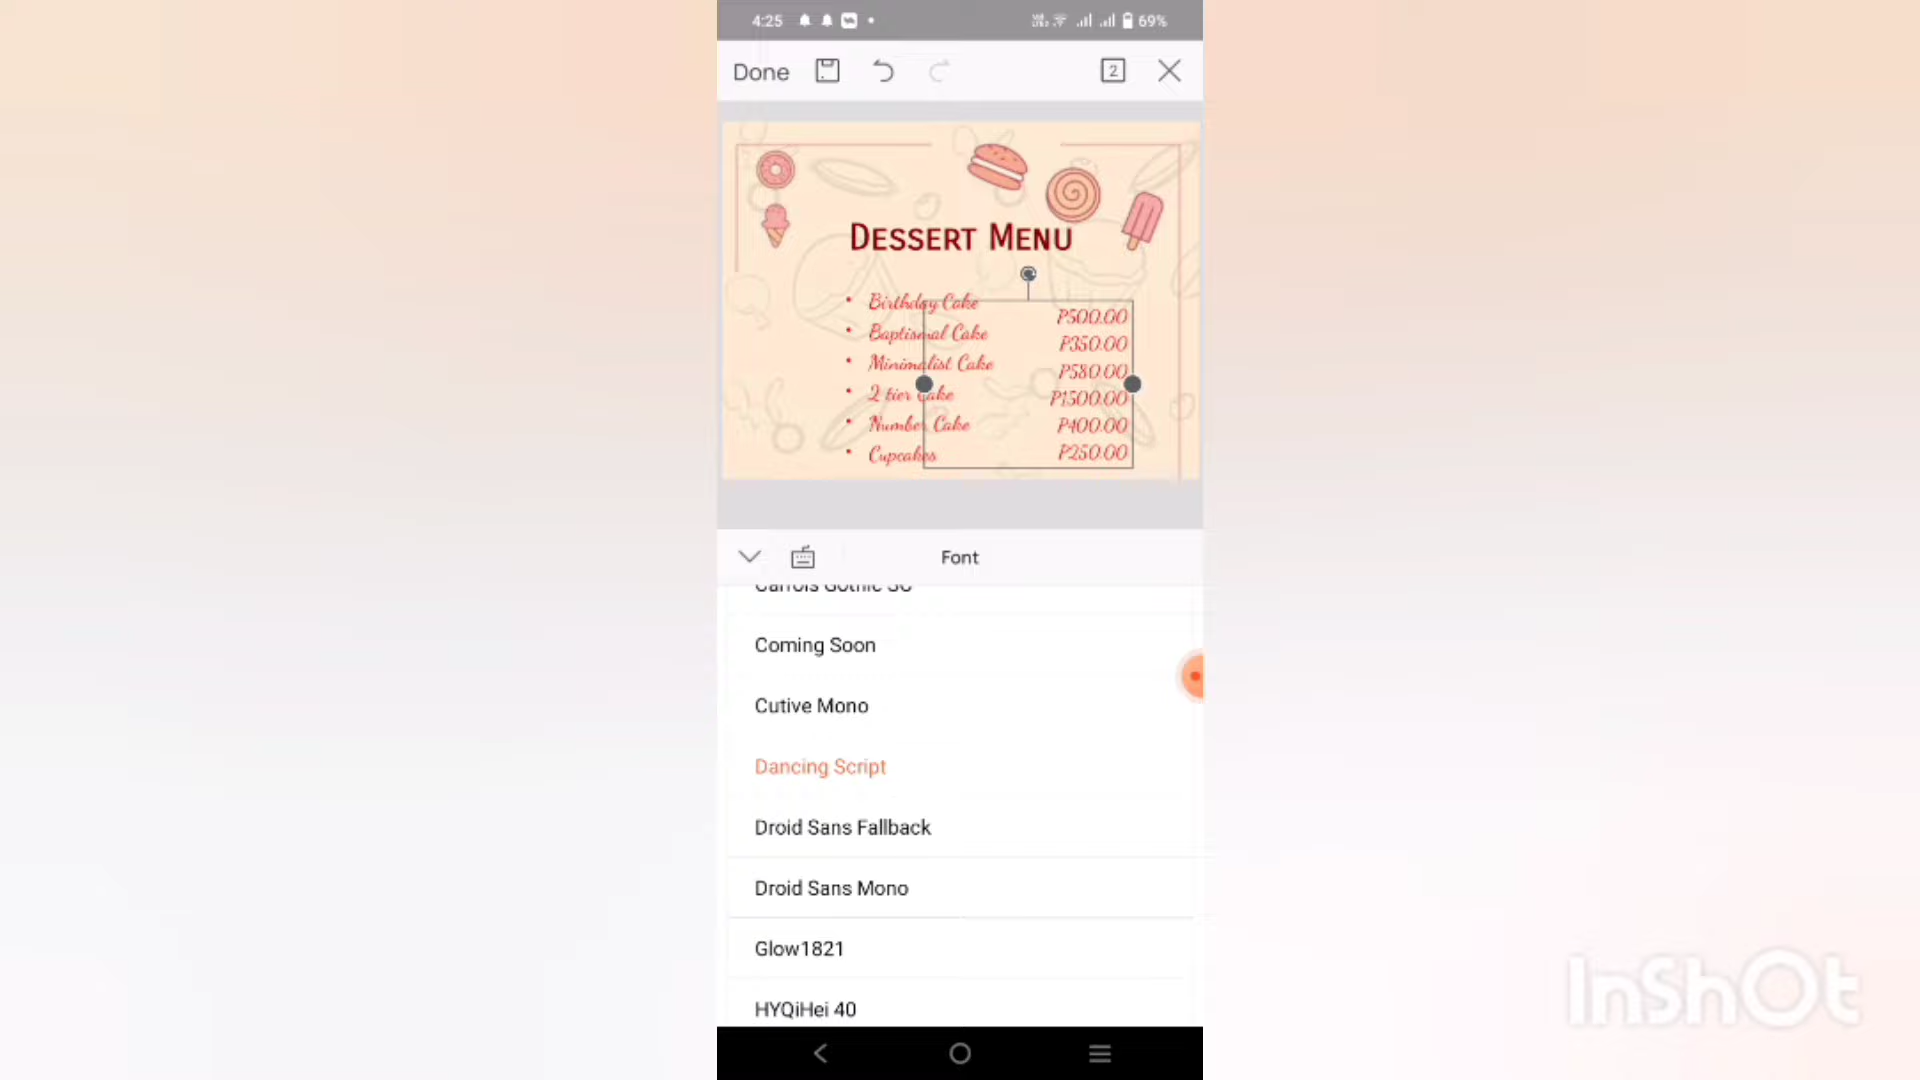 4:25 69%
Done 2
Dessert Menu
• Birthday Cake
₱500.00
• Baptismal Cake
₱350.00
• Minimalist Cake
₱580.00
• 2 tier Cake
₱1500.00
• Number Cake
₱400.00
• Cupcakes
₱250.00
Font
Carrois Gothic SC
Coming Soon
Cutive Mono
Dancing Script
Droid Sans Fallback
Droid Sans Mono
Glow1821
HYQiHei 40
InShOt